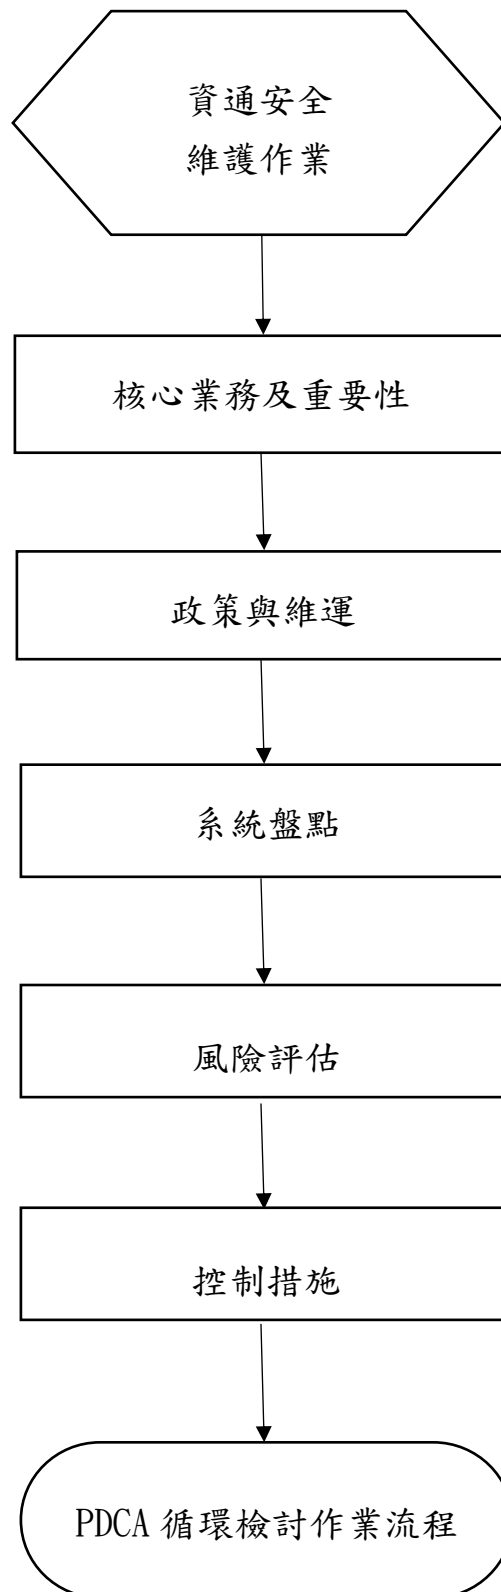 資通安全
維護作業
核心業務及重要性
政策與維運
系統盤點
風險評估
控制措施
PDCA 循環檢討作業流程